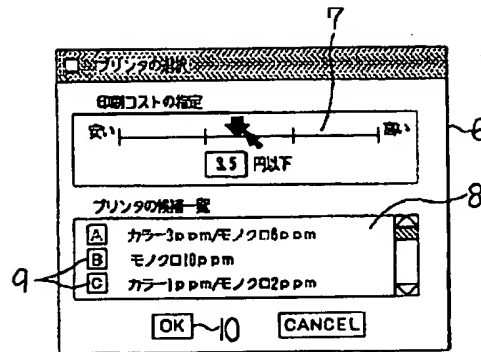 7
プリンタの選択
印刷コストの指定
安い 高い
6
3.5 円以下
プリンタの候補一覧
8
A カラー3ppm/モノクロ6ppm
9 B モノクロ10ppm
C カラー1ppm/モノクロ2ppm
OK 10 CANCEL